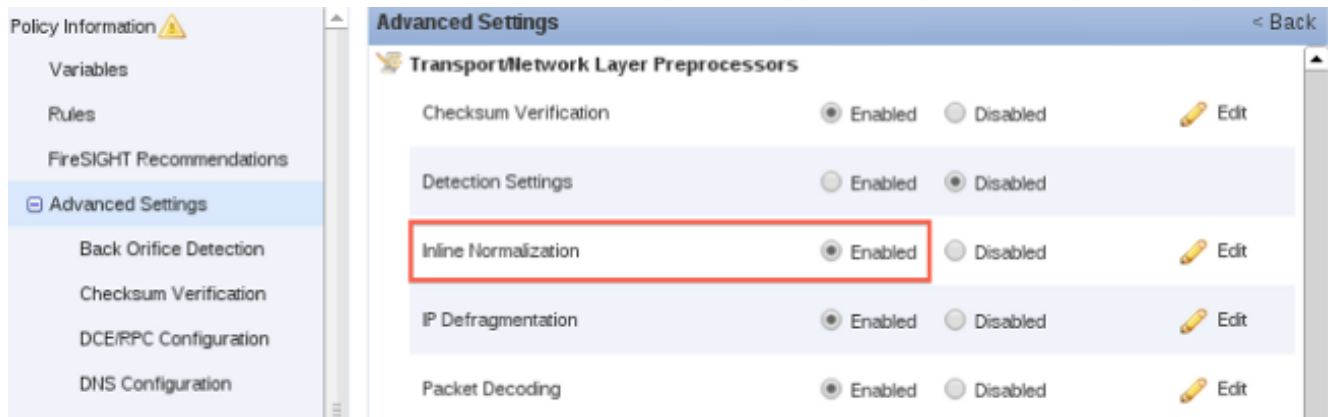 Policy Information
Variables
Rules
FireSIGHT Recommendations
Advanced Settings
Back Orifice Detection
Checksum Verification
DCE/RPC Configuration
DNS Configuration
Advanced Settings < Back
Transport/Network Layer Preprocessors
Checksum Verification Enabled Disabled Edit
Detection Settings Enabled Disabled
Inline Normalization Enabled Disabled Edit
IP Defragmentation Enabled Disabled Edit
Packet Decoding Enabled Disabled Edit